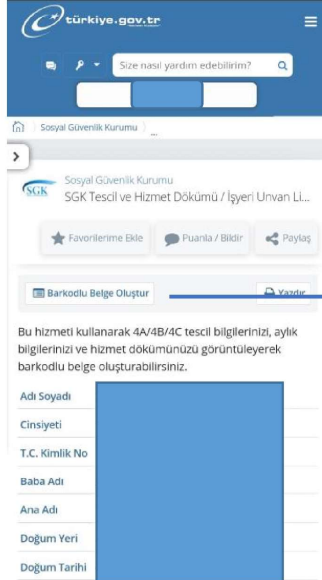 türkiye.gov.tr
Size nasıl yardım edebilirim?
Sosyal Güvenlik Kurumu
...
Sosyal Güvenlik Kurumu
SGK
SGK Tescil ve Hizmet Dökümü / İşyeri Unvan Li...
Favorilerime Ekle
Puanla / Bildir
Paylaş
Barkodlu Belge Oluştur
Yazdır
Bu hizmeti kullanarak 4A/4B/4C tescil bilgilerinizi, aylık
bilgilerinizi ve hizmet dökümünüzü görüntüleyerek
barkodlu belge oluşturabilirsiniz.
Adı Soyadı
Cinsiyeti
T.C. Kimlik No
Baba Adı
Ana Adı
Doğum Yeri
Doğum Tarihi